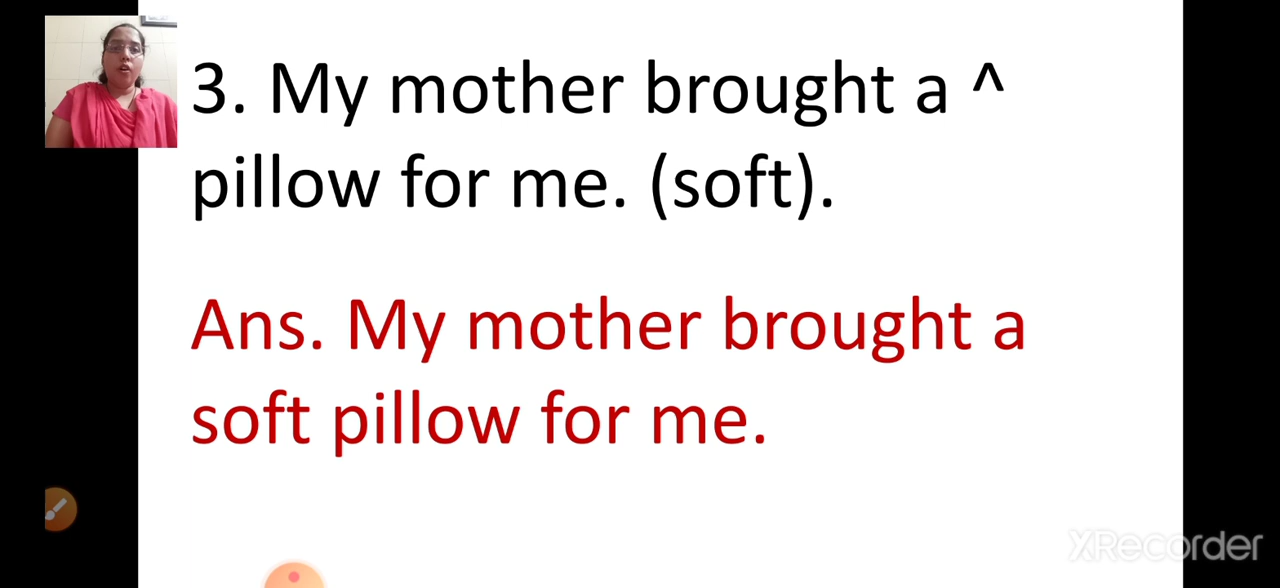 3. My mother brought a ^
pillow for me. (soft).
Ans. My mother brought a
soft pillow for me.
XRecorder